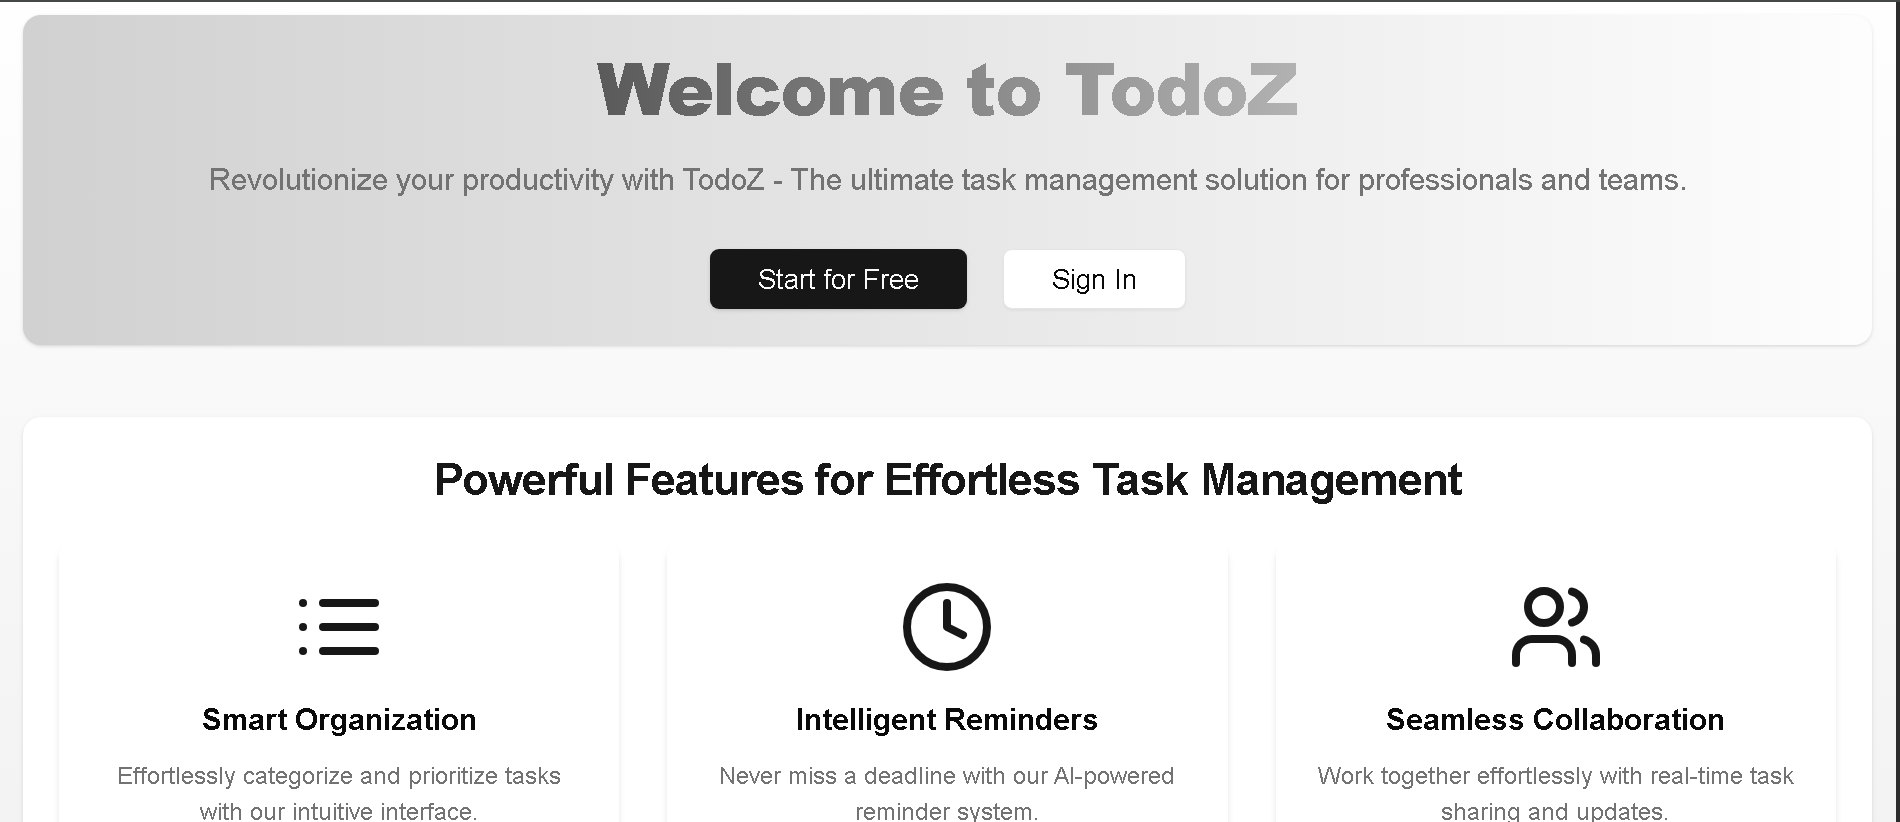 Welcome to TodoZ
Revolutionize your productivity with TodoZ - The ultimate task management solution for professionals and teams.
Start for Free
Sign In
Powerful Features for Effortless Task Management
Smart Organization
Effortlessly categorize and prioritize tasks
with our intuitive interface.
Intelligent Reminders
Never miss a deadline with our AI-powered
reminder system.
Seamless Collaboration
Work together effortlessly with real-time task
sharing and updates.